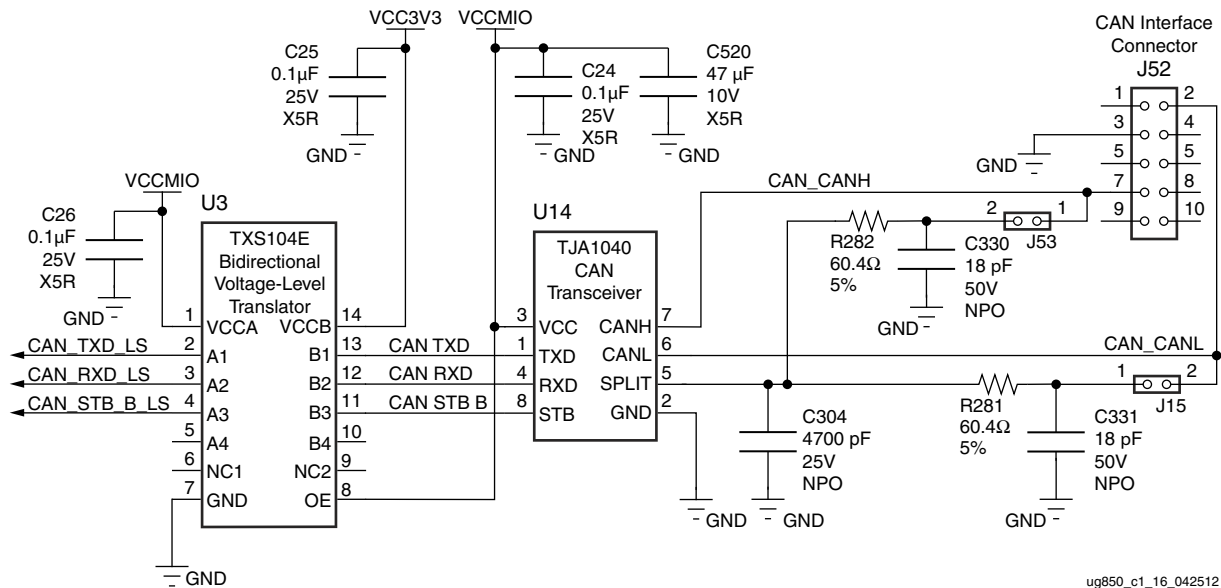 VCC3V3
VCCMIO
CAN Interface
Connector
J52
C25
0.1µF
25V
X5R
GND
C24
0.1µF
25V
X5R
GND
C520
47 µF
10V
X5R
GND
1
2
3
4
5
5
7
8
9
10
GND
VCCMIO
C26
0.1µF
25V
X5R
GND
U3
TXS104E
Bidirectional
Voltage-Level
Translator
1 VCCA VCCB 14
CAN_TXD_LS 2 A1 B1 13 CAN TXD
CAN_RXD_LS 3 A2 B2 12 CAN RXD
CAN_STB_B_LS 4 A3 B3 11 CAN STB B
5 A4 B4 10
6 NC1 NC2 9
7 GND OE 8
GND
U14
TJA1040
CAN
Transceiver
3 VCC CANH 7
1 TXD CANL 6
4 RXD SPLIT 5
8 STB GND 2
GND
CAN_CANH
R282
60.4Ω
5%
C330
18 pF
50V
NPO
GND
2 1
J53
CAN_CANL
C304
4700 pF
25V
NPO
GND
R281
60.4Ω
5%
C331
18 pF
50V
NPO
GND
1 2
J15
ug850_c1_16_042512